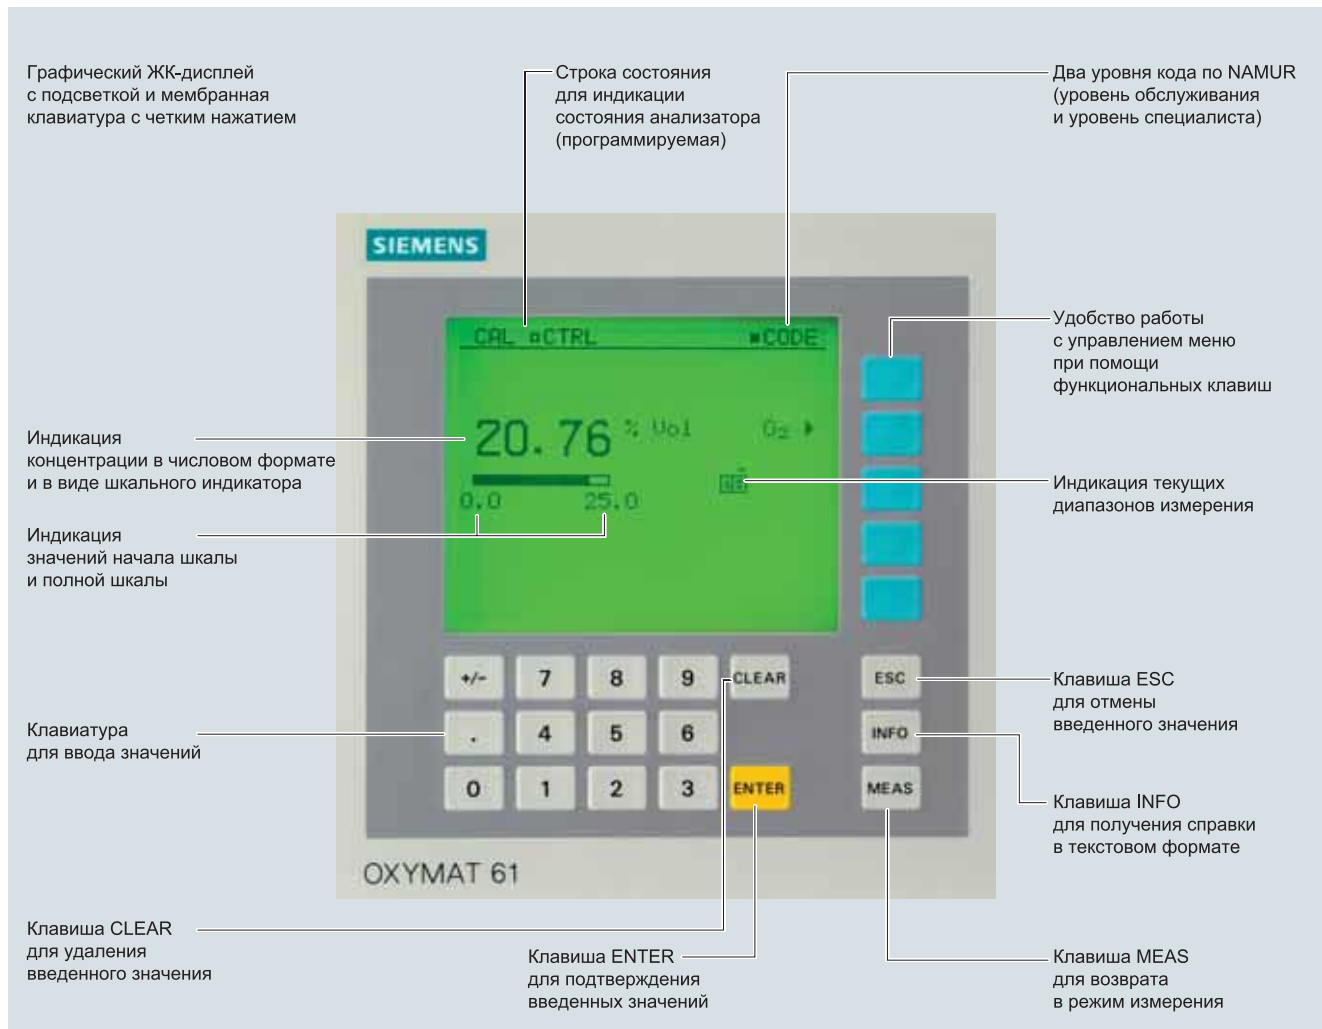 Графический ЖК-дисплей
с подсветкой и мембранная
клавиатура с четким нажатием
Строка состояния
для индикации
состояния анализатора
(программируемая)
Два уровня кода по NAMUR
(уровень обслуживания
и уровень специалиста)
SIEMENS
CAL CTRL CODE
20.76 % Vol O2
0.0 25.0
Удобство работы
с управлением меню
при помощи
функциональных клавиш
Индикация
концентрации в числовом формате
и в виде шкального индикатора
Индикация текущих
диапазонов измерения
Индикация
значений начала шкалы
и полной шкалы
+/- 7 8 9 CLEAR ESC
. 4 5 6 INFO
0 1 2 3 ENTER MEAS
Клавиша ESC
для отмены
введенного значения
Клавиатура
для ввода значений
Клавиша INFO
для получения справки
в текстовом формате
OXYMAT 61
Клавиша CLEAR
для удаления
введенного значения
Клавиша ENTER
для подтверждения
введенных значений
Клавиша MEAS
для возврата
в режим измерения